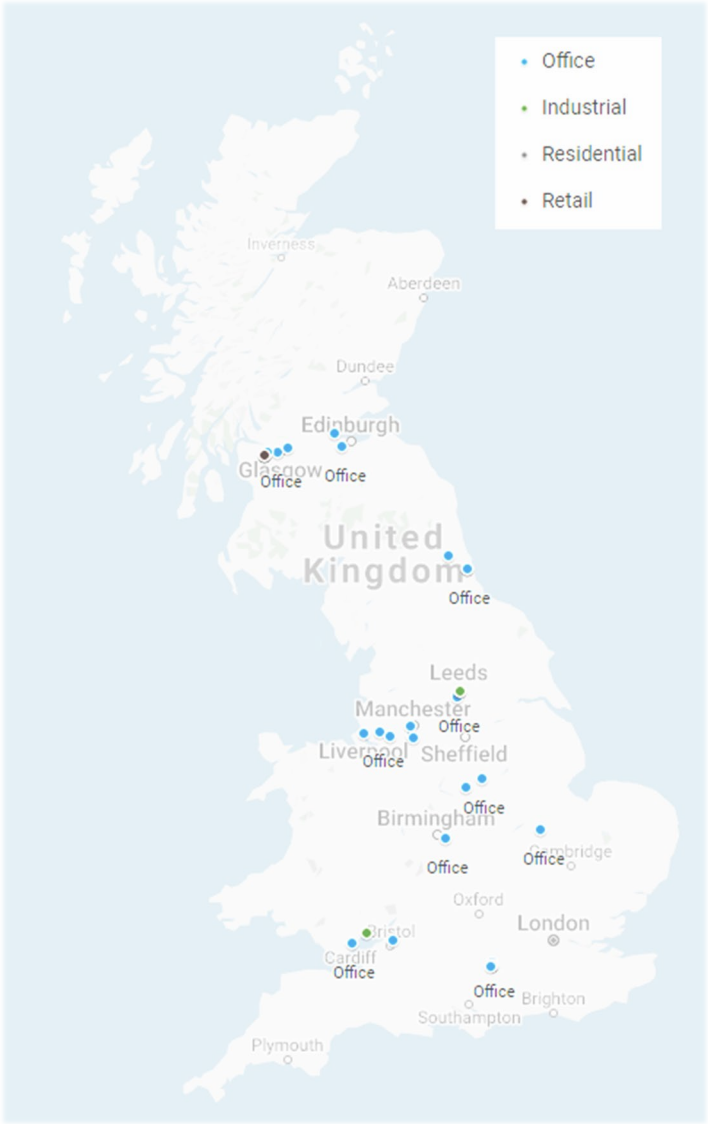 Office
Industrial
Residential
Retail
Inverness
Aberdeen
Dundee
Edinburgh
Glasgow
Office
Office
United
Kingdom
Office
Leeds
Manchester
Office
Liverpool
Sheffield
Office
Office
Birmingham
Office
Cambridge
Office
Oxford
London
Bristol
Cardiff
Office
Office
Brighton
Southampton
Plymouth